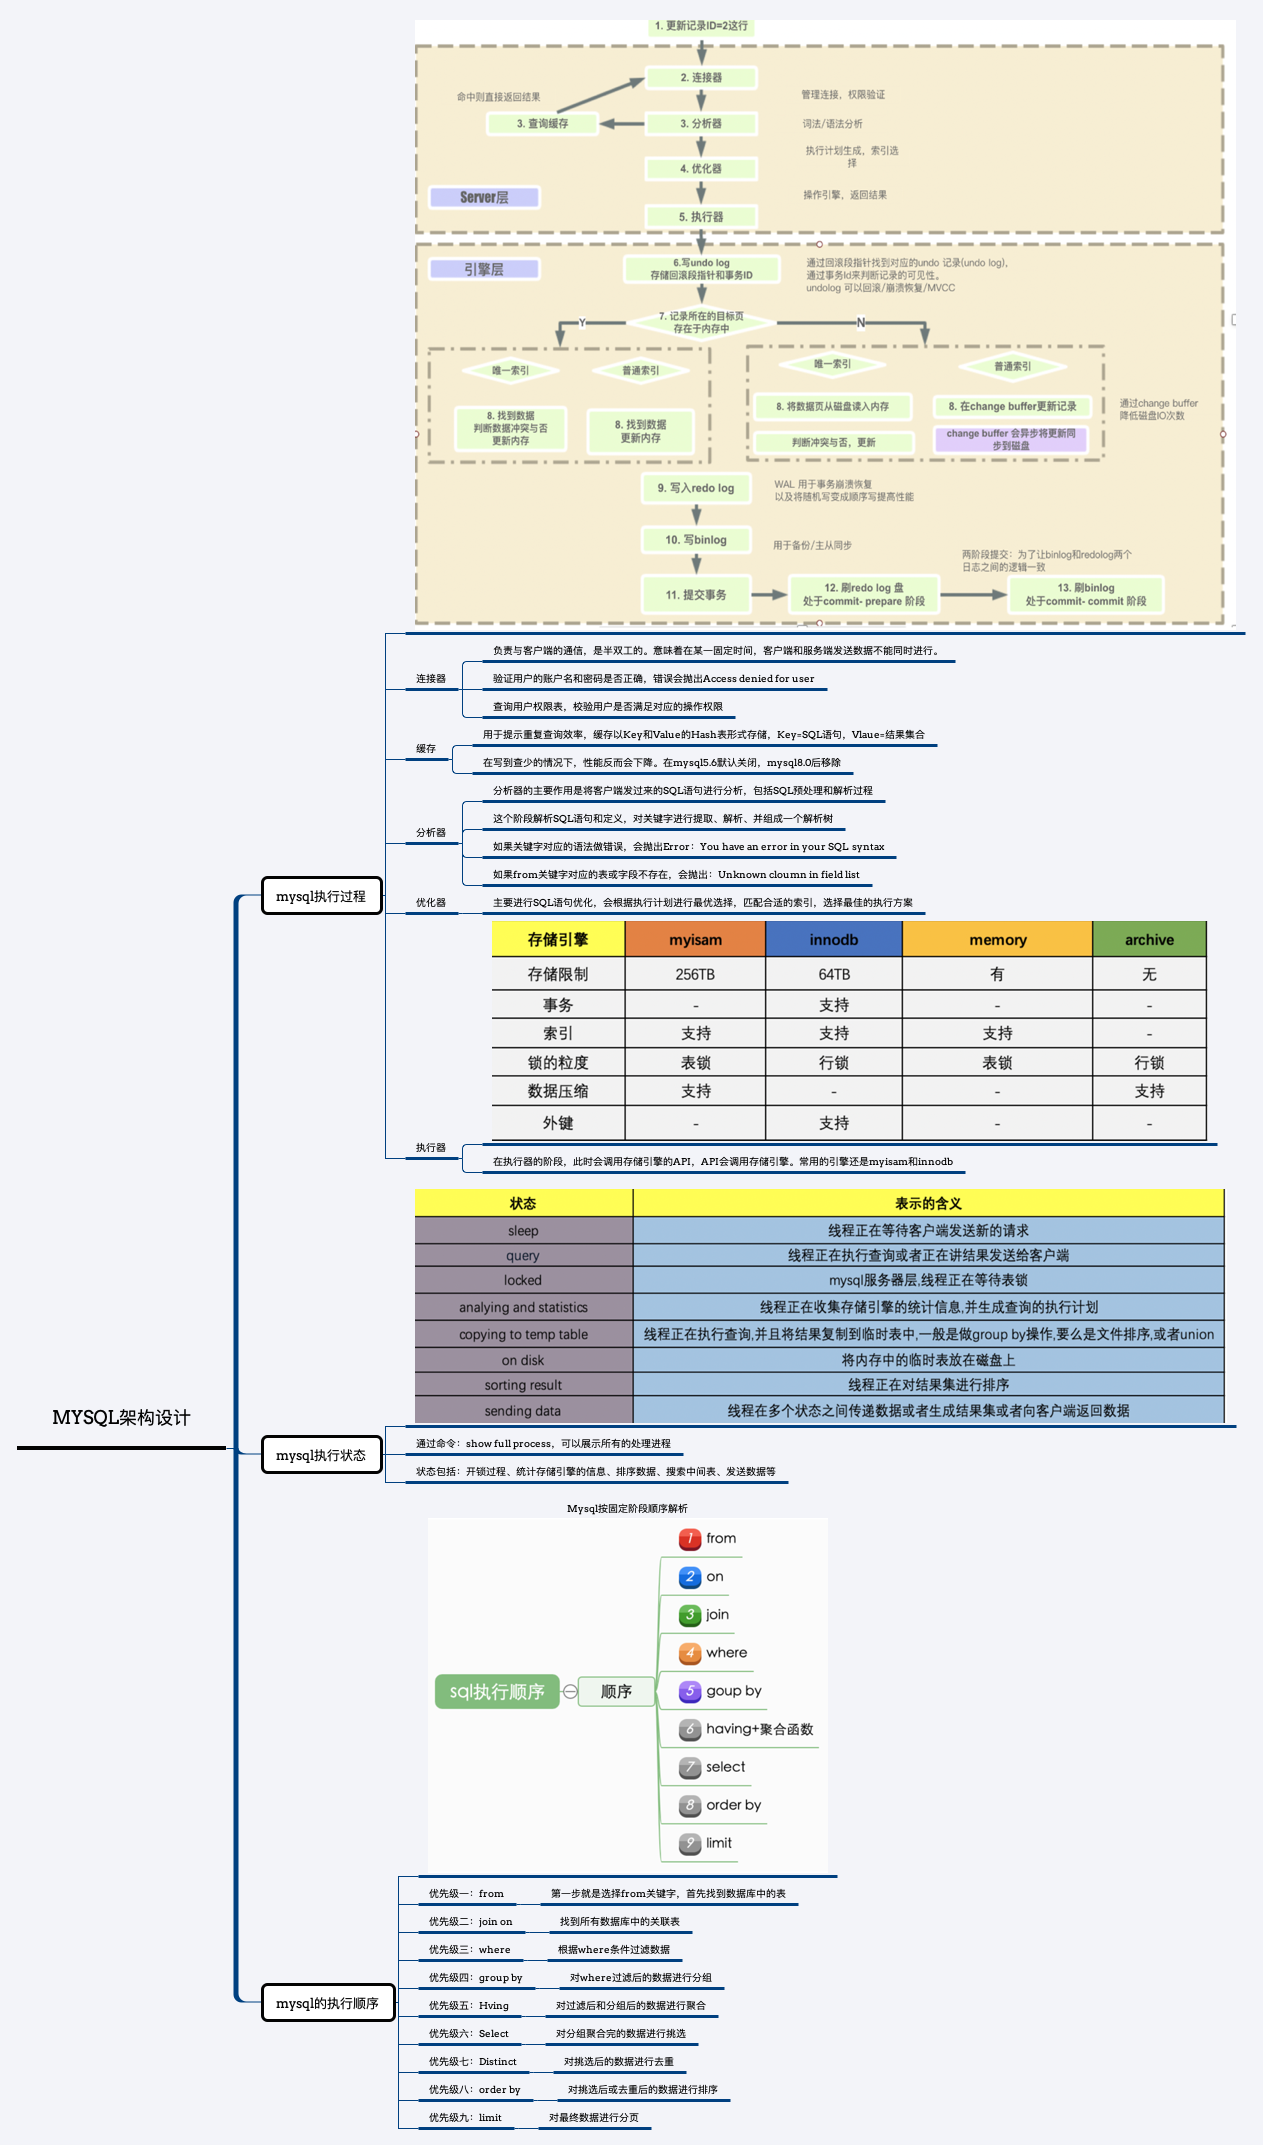 1. 更新记录ID=2这行
2. 连接器
管理连接，权限验证
命中则直接返回结果
3. 查询缓存
3. 分析器
词法/语法分析
执行计划生成，索引选
择
4. 优化器
Server层
操作引擎，返回结果
5. 执行器
引擎层
6.写undo log
存储回滚段指针和事务ID
通过回滚段指针找到对应的undo 记录(undo log)、
通过事务Id来判断记录的可见性。
undolog 可以回滚/崩溃恢复/MVCC
7. 记录所在的目标页
存在于内存中
Y
N
唯一索引
普通索引
唯一索引
普通索引
8. 找到数据
判断数据冲突与否
更新内存
8. 找到数据
更新内存
8. 将数据页从磁盘读入内存
判断冲突与否，更新
8. 在change buffer更新记录
change buffer 会异步将更新同
步到磁盘
通过change buffer
降低磁盘IO次数
9. 写入redo log
WAL 用于事务崩溃恢复
以及将随机写变成顺序写提高性能
10. 写binlog
用于备份/主从同步
两阶段提交：为了让binlog和redolog两个
日志之间的逻辑一致
11. 提交事务
12. 刷redo log 盘
处于commit- prepare 阶段
13. 刷binlog
处于commit- commit 阶段
负责与客户端的通信，是半双工的。意味着在某一固定时间，客户端和服务端发送数据不能同时进行。
连接器
验证用户的账户名和密码是否正确，错误会抛出Access denied for user
查询用户权限表，校验用户是否满足对应的操作权限
用于提示重复查询效率，缓存以Key和Value的Hash表形式存储，Key=SQL语句，Vlaue=结果集合
缓存
在写到查少的情况下，性能反而会下降。在mysql5.6默认关闭，mysql8.0后移除
分析器的主要作用是将客户端发过来的SQL语句进行分析，包括SQL预处理和解析过程
这个阶段解析SQL语句和定义，对关键字进行提取、解析、并组成一个解析树
分析器
如果关键字对应的语法做错误，会抛出Error：You have an error in your SQL syntax
如果from关键字对应的表或字段不存在，会抛出：Unknown cloumn in field list
mysql执行过程
优化器
主要进行SQL语句优化，会根据执行计划进行最优选择，匹配合适的索引，选择最佳的执行方案
存储引擎 myisam innodb memory archive
存储限制 256TB 64TB 有 无
事务 - 支持 - -
索引 支持 支持 支持 -
锁的粒度 表锁 行锁 表锁 行锁
数据压缩 支持 - - 支持
外键 - 支持 - -
执行器
在执行器的阶段，此时会调用存储引擎的API，API会调用存储引擎。常用的引擎还是myisam和innodb
状态 表示的含义
sleep 线程正在等待客户端发送新的请求
query 线程正在执行查询或者正在讲结果发送给客户端
locked mysql服务器层,线程正在等待表锁
analying and statistics 线程正在收集存储引擎的统计信息,并生成查询的执行计划
copying to temp table 线程正在执行查询,并且将结果复制到临时表中,一般是做group by操作,要么是文件排序,或者union
on disk 将内存中的临时表放在磁盘上
sorting result 线程正在对结果集进行排序
sending data 线程在多个状态之间传递数据或者生成结果集或者向客户端返回数据
MYSQL架构设计
mysql执行状态
通过命令：show full process，可以展示所有的处理进程
状态包括：开锁过程、统计存储引擎的信息、排序数据、搜索中间表、发送数据等
Mysql按固定阶段顺序解析
sql执行顺序
顺序
1 from
2 on
3 join
4 where
5 goup by
6 having+聚合函数
7 select
8 order by
9 limit
mysql的执行顺序
优先级一：from 第一步就是选择from关键字，首先找到数据库中的表
优先级二：join on 找到所有数据库中的关联表
优先级三：where 根据where条件过滤数据
优先级四：group by 对where过滤后的数据进行分组
优先级五：Hving 对过滤后和分组后的数据进行聚合
优先级六：Select 对分组聚合完的数据进行挑选
优先级七：Distinct 对挑选后的数据进行去重
优先级八：order by 对挑选后或去重后的数据进行排序
优先级九：limit 对最终数据进行分页